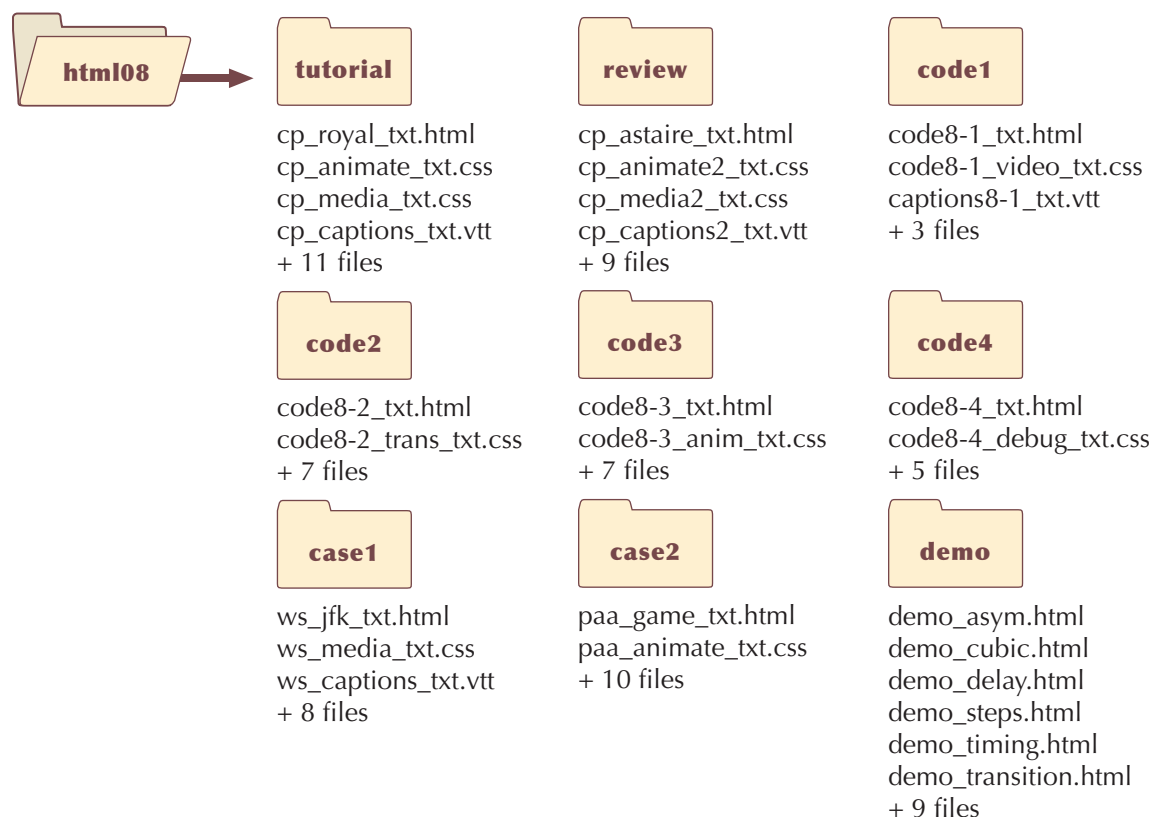 html08
tutorial
cp_royal_txt.html
cp_animate_txt.css
cp_media_txt.css
cp_captions_txt.vtt
+ 11 files
review
cp_astaire_txt.html
cp_animate2_txt.css
cp_media2_txt.css
cp_captions2_txt.vtt
+ 9 files
code1
code8-1_txt.html
code8-1_video_txt.css
captions8-1_txt.vtt
+ 3 files
code2
code8-2_txt.html
code8-2_trans_txt.css
+ 7 files
code3
code8-3_txt.html
code8-3_anim_txt.css
+ 7 files
code4
code8-4_txt.html
code8-4_debug_txt.css
+ 5 files
case1
ws_jfk_txt.html
ws_media_txt.css
ws_captions_txt.vtt
+ 8 files
case2
paa_game_txt.html
paa_animate_txt.css
+ 10 files
demo
demo_asym.html
demo_cubic.html
demo_delay.html
demo_steps.html
demo_timing.html
demo_transition.html
+ 9 files